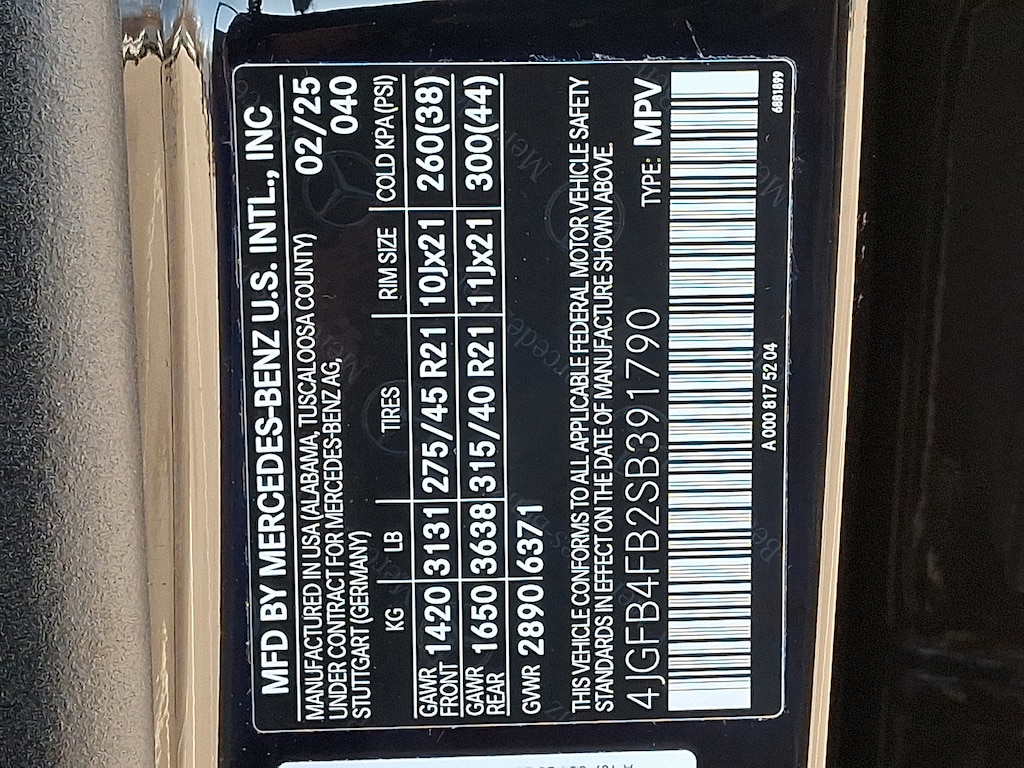 MFD BY MERCEDES-BENZ U.S. INTL., INC
MANUFACTURED IN USA (ALABAMA, TUSCALOOSA COUNTY) 02/25
UNDER CONTRACT FOR MERCEDES-BENZ AG, 040
STUTTGART (GERMANY)
KG LB TIRES RIM SIZE COLD KPA(PSI)
GAWR FRONT 1420 3131 275/45 R21 10Jx21 260(38)
GAWR REAR 1650 3638 315/40 R21 11Jx21 300(44)
GVWR 2890 6371
THIS VEHICLE CONFORMS TO ALL APPLICABLE FEDERAL MOTOR VEHICLE SAFETY
STANDARDS IN EFFECT ON THE DATE OF MANUFACTURE SHOWN ABOVE.
4JGFB4FB2SB391790 TYPE: MPV
A 000 817 52 04 6881899